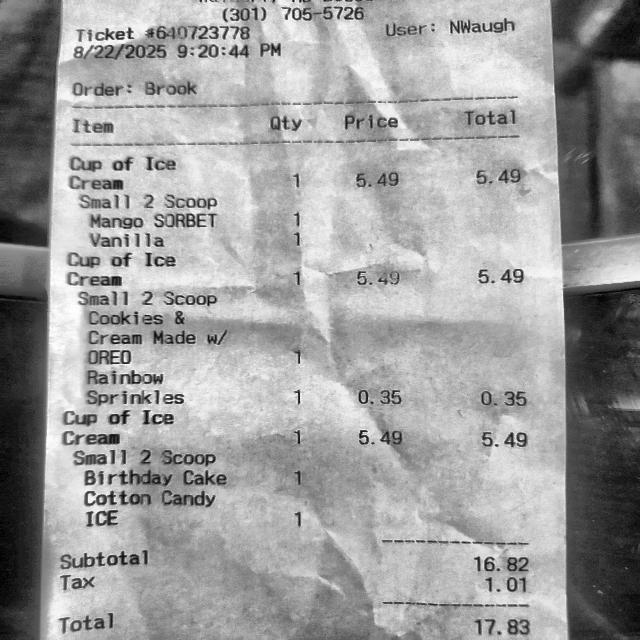 (301) 705-5726
Ticket #640723778 User: NWaugh
8/22/2025 9:20:44 PM
Order: Brook
Item Qty Price Total
Cup of Ice
Cream 1 5.49 5.49
Small 2 Scoop
Mango SORBET 1
Vanilla 1
Cup of Ice
Cream 1 5.49 5.49
Small 2 Scoop
Cookies &
Cream Made w/
OREO 1
Rainbow
Sprinkles 1 0.35 0.35
Cup of Ice
Cream 1 5.49 5.49
Small 2 Scoop
Birthday Cake 1
Cotton Candy
ICE 1
Subtotal 16.82
Tax 1.01
Total 17.83